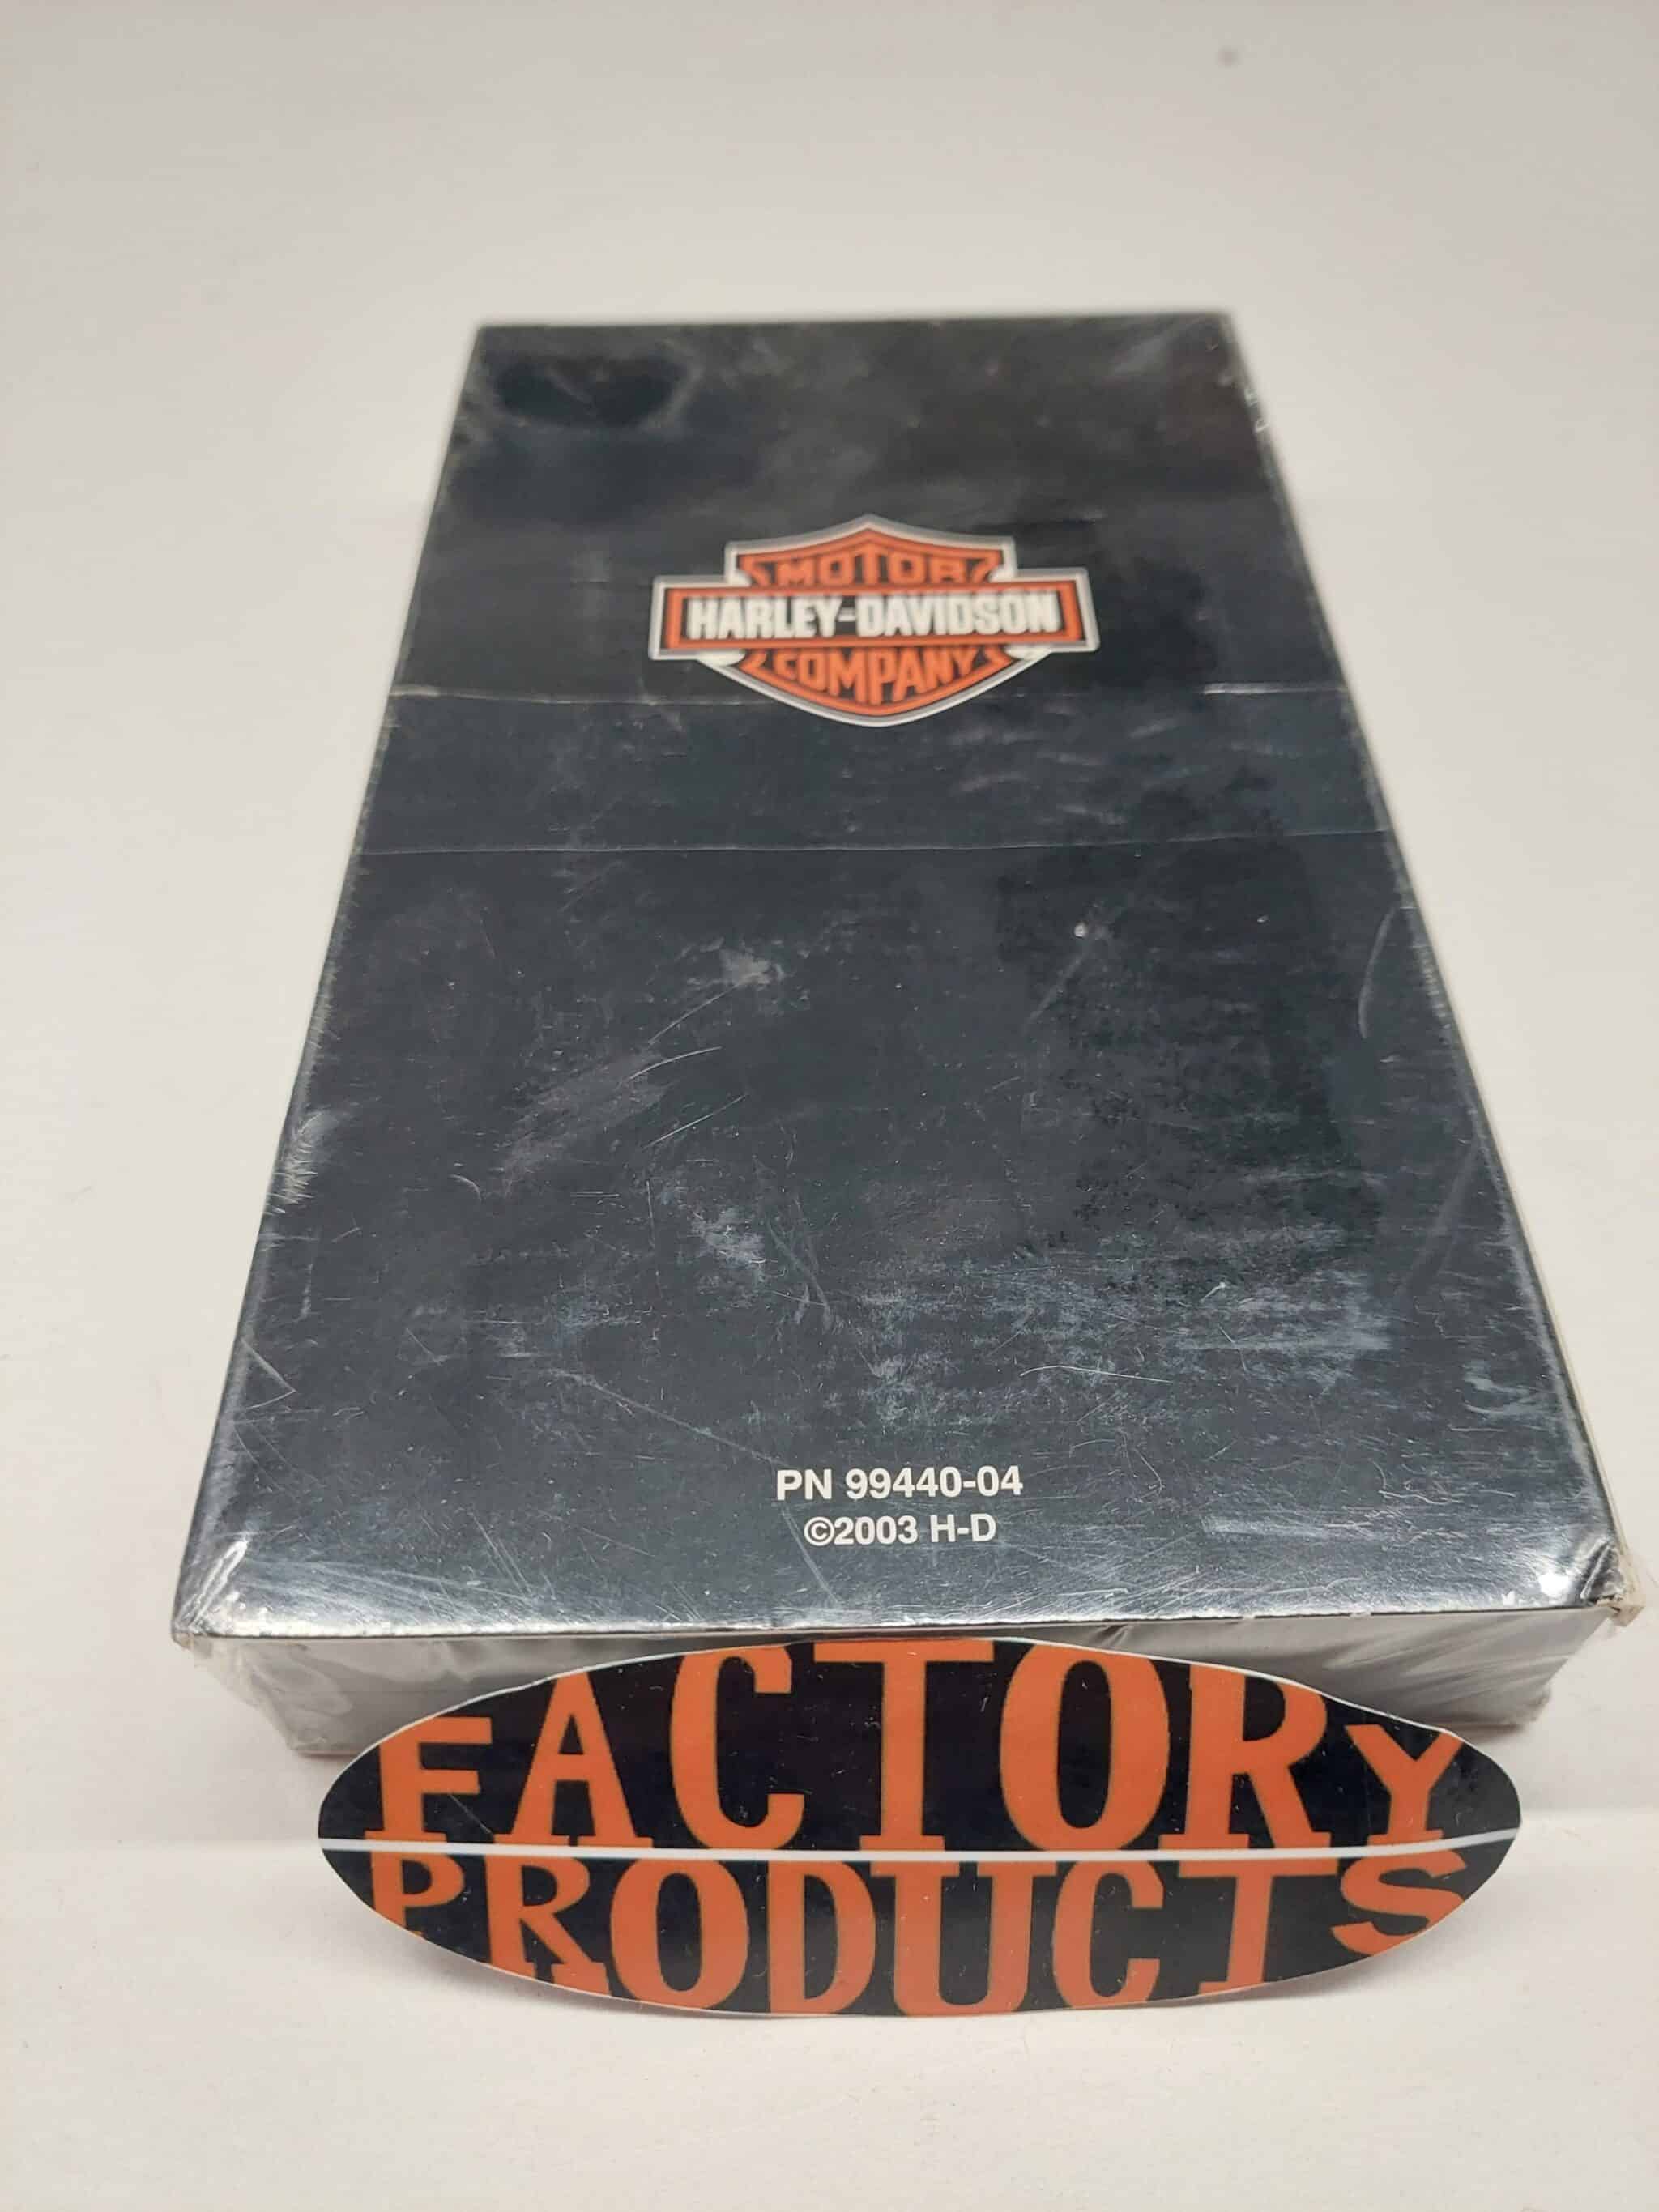 MOTOR
HARLEY-DAVIDSON
COMPANY
PN 99440-04
©2003 H-D
FACTORY
PRODUCTS